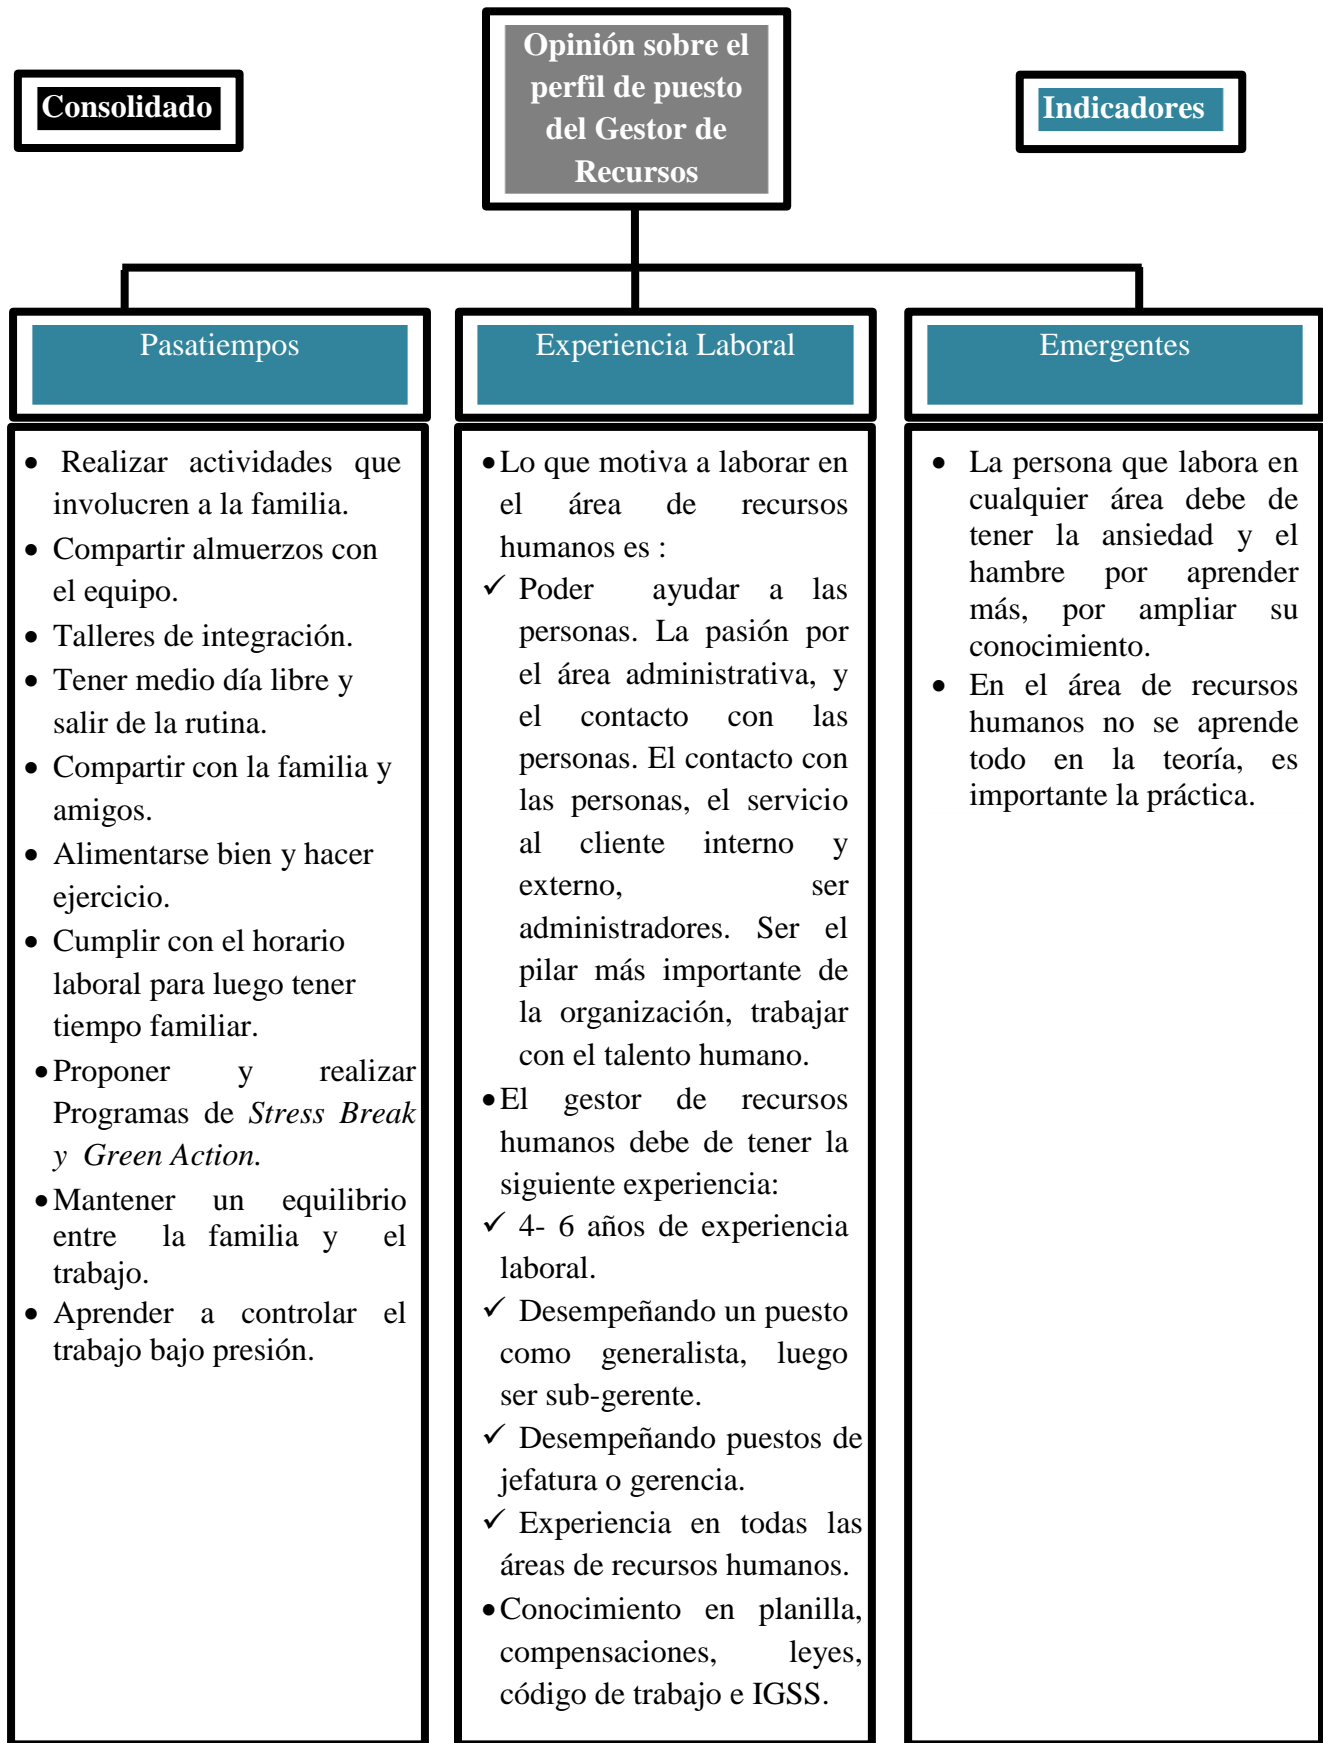 Consolidado
Opinión sobre el
perfil de puesto
del Gestor de
Recursos
Indicadores
Pasatiempos
• Realizar actividades que
involucren a la familia.
• Compartir almuerzos con
el equipo.
• Talleres de integración.
• Tener medio día libre y
salir de la rutina.
• Compartir con la familia y
amigos.
• Alimentarse bien y hacer
ejercicio.
• Cumplir con el horario
laboral para luego tener
tiempo familiar.
• Proponer y realizar
Programas de Stress Break
y Green Action.
• Mantener un equilibrio
entre la familia y el
trabajo.
• Aprender a controlar el
trabajo bajo presión.
Experiencia Laboral
• Lo que motiva a laborar en
el área de recursos
humanos es :
✓ Poder ayudar a las
personas. La pasión por
el área administrativa, y
el contacto con las
personas. El contacto con
las personas, el servicio
al cliente interno y
externo, ser
administradores. Ser el
pilar más importante de
la organización, trabajar
con el talento humano.
• El gestor de recursos
humanos debe de tener la
siguiente experiencia:
✓ 4- 6 años de experiencia
laboral.
✓ Desempeñando un puesto
como generalista, luego
ser sub-gerente.
✓ Desempeñando puestos de
jefatura o gerencia.
✓ Experiencia en todas las
áreas de recursos humanos.
• Conocimiento en planilla,
compensaciones, leyes,
código de trabajo e IGSS.
Emergentes
• La persona que labora en
cualquier área debe de
tener la ansiedad y el
hambre por aprender
más, por ampliar su
conocimiento.
• En el área de recursos
humanos no se aprende
todo en la teoría, es
importante la práctica.